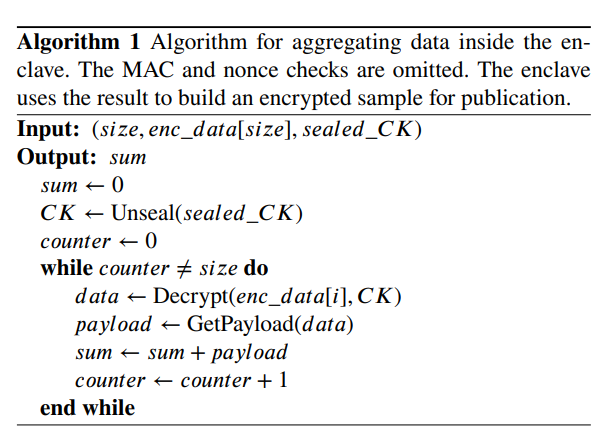 Algorithm 1 Algorithm for aggregating data inside the en-
clave. The MAC and nonce checks are omitted. The enclave
uses the result to build an encrypted sample for publication.
Input: (size, enc_data[size], sealed_CK)
Output: sum
sum ← 0
CK ← Unseal(sealed_CK)
counter ← 0
while counter ≠ size do
data ← Decrypt(enc_data[i], CK)
payload ← GetPayload(data)
sum ← sum + payload
counter ← counter + 1
end while